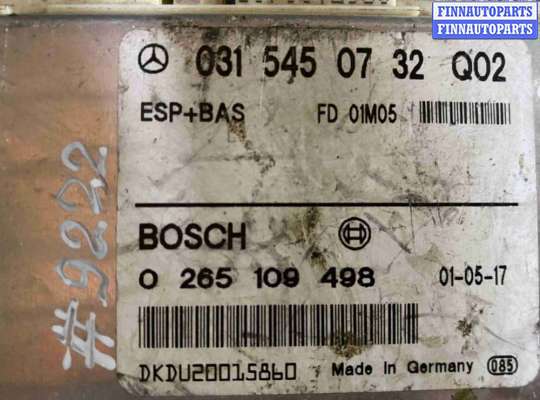 FINNAUTOPARTS
FINNAUTOPARTS
031 545 07 32 Q02
ESP+BAS FD 01M05
BOSCH
0 265 109 498 01-05-17
DKDU20015860 Made in Germany 085
#9222